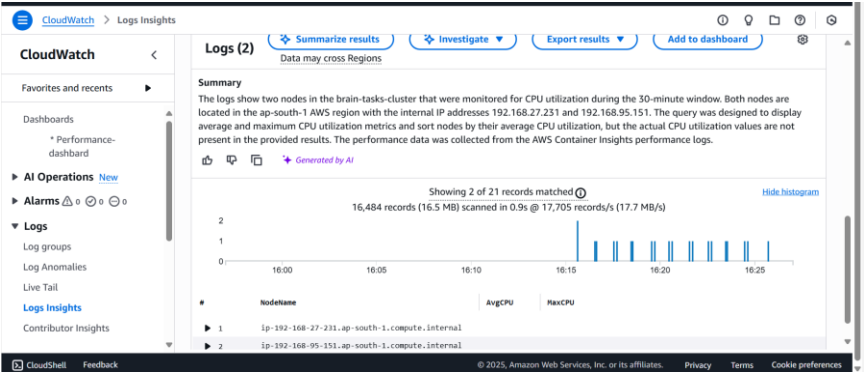 CloudWatch > Logs Insights
CloudWatch
Favorites and recents
Dashboards
* Performance-
dashbard
AI Operations New
Alarms 0 0 0
Logs
Log groups
Log Anomalies
Live Tail
Logs Insights
Contributor Insights
Logs (2)
Summarize results
Investigate
Export results
Add to dashboard
Data may cross Regions
Summary
The logs show two nodes in the brain-tasks-cluster that were monitored for CPU utilization during the 30-minute window. Both nodes are
located in the ap-south-1 AWS region with the internal IP addresses 192.168.27.231 and 192.168.95.151. The query was designed to display
average and maximum CPU utilization metrics and sort nodes by their average CPU utilization, but the actual CPU utilization values are not
present in the provided results. The performance data was collected from the AWS Container Insights performance logs.
Generated by AI
Showing 2 of 21 records matched
Hide histogram
16,484 records (16.5 MB) scanned in 0.9s @ 17,705 records/s (17.7 MB/s)
2
1
0
16:00 16:05 16:10 16:15 16:20 16:25
# NodeName AvgCPU MaxCPU
1 ip-192-168-27-231.ap-south-1.compute.internal
2 ip-192-168-95-151.ap-south-1.compute.internal
CloudShell Feedback © 2025, Amazon Web Services, Inc. or its affiliates. Privacy Terms Cookie preferences